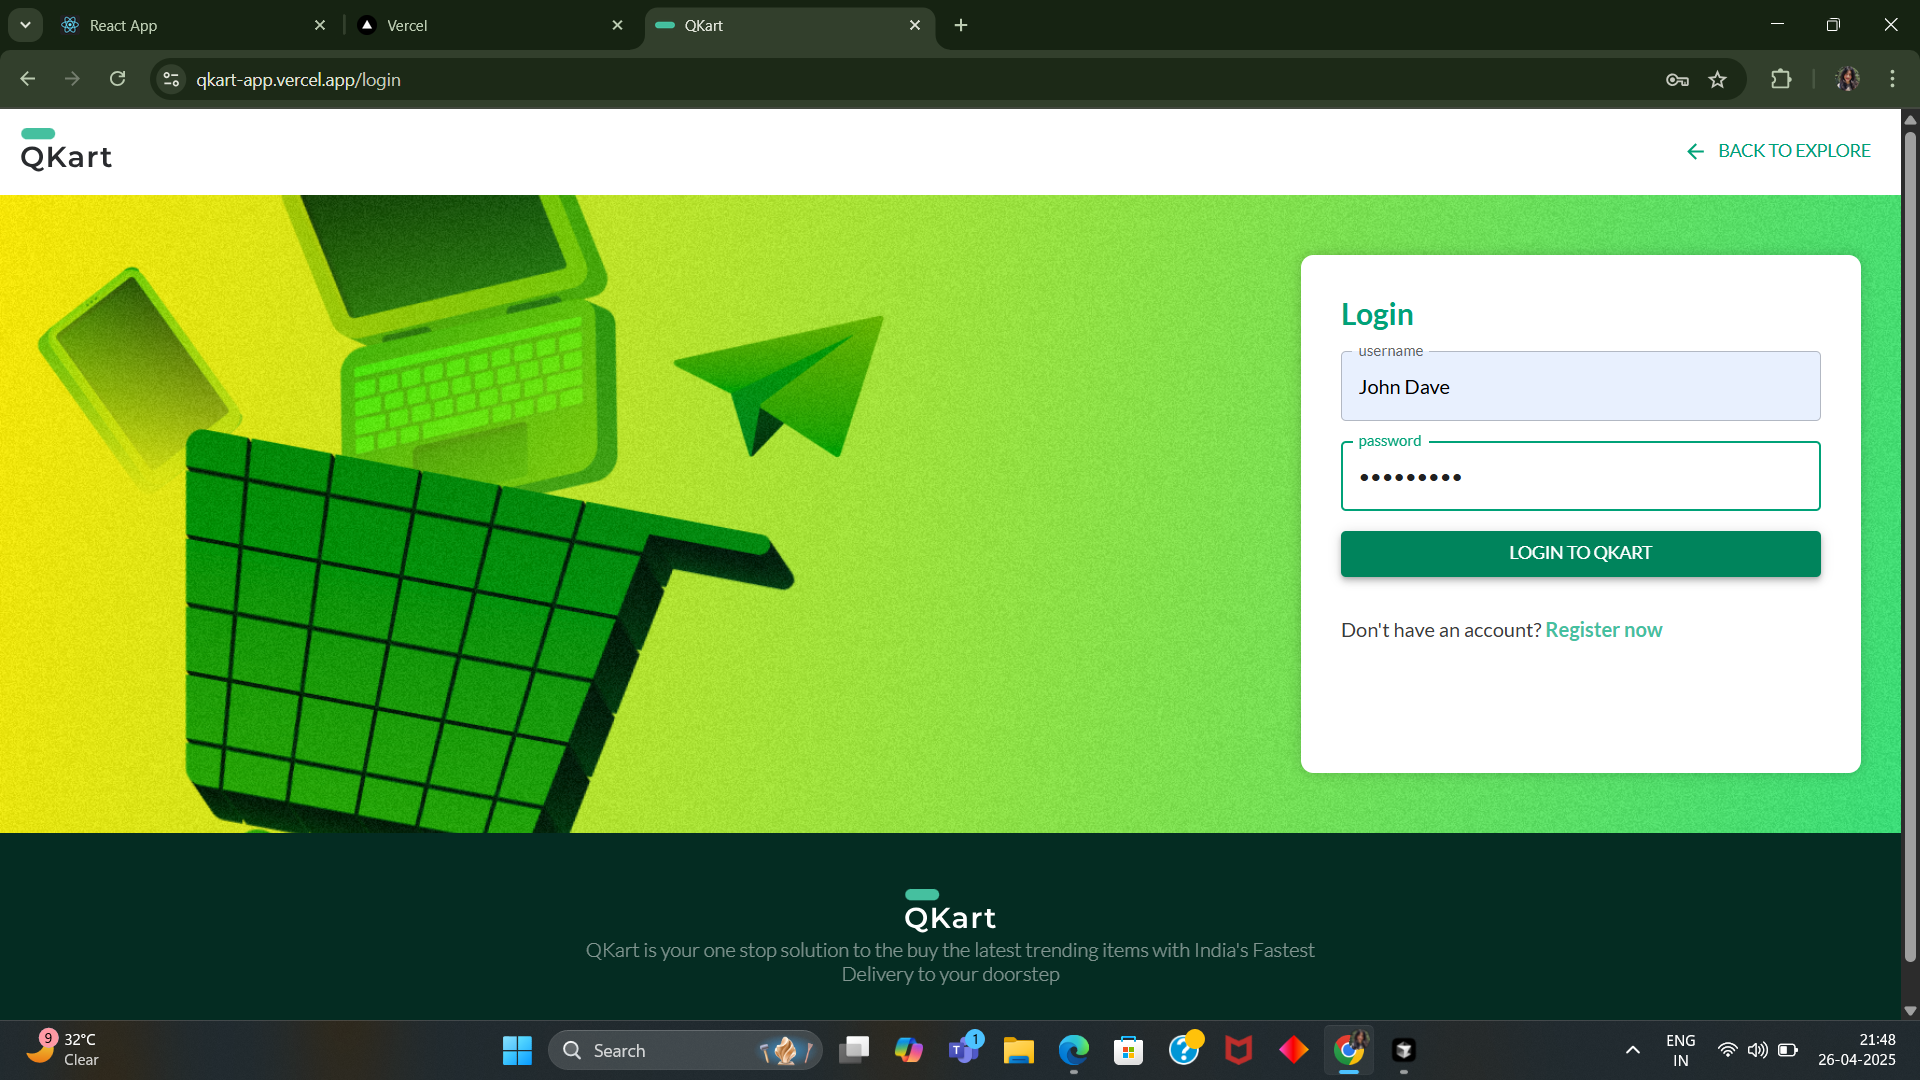 React App
Vercel
QKart
qkart-app.vercel.app/login
QKart
BACK TO EXPLORE
Login
username
John Dave
password
•••••••••
LOGIN TO QKART
Don't have an account? Register now
QKart
QKart is your one stop solution to the buy the latest trending items with India's Fastest
Delivery to your doorstep
9
32°C
Clear
Search
T
1
?
ENG
IN
21:48
26-04-2025